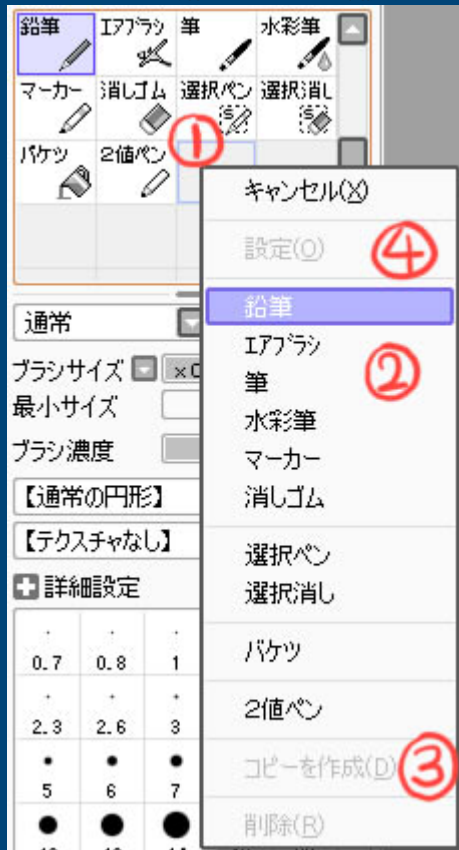 鉛筆 エアブラシ 筆 水彩筆
マーカー 消しゴム 選択ペン 選択消し
バケツ 2値ペン
①
キャンセル(X)
設定(O) ④
鉛筆
エアブラシ ②
筆
水彩筆
マーカー
消しゴム
選択ペン
選択消し
バケツ
2値ペン
コピーを作成(D) ③
削除(R)
通常
ブラシサイズ ×
最小サイズ
ブラシ濃度
【通常の円形】
【テクスチャなし】
詳細設定
0.7 0.8 1
2.3 2.6 3
5 6 7